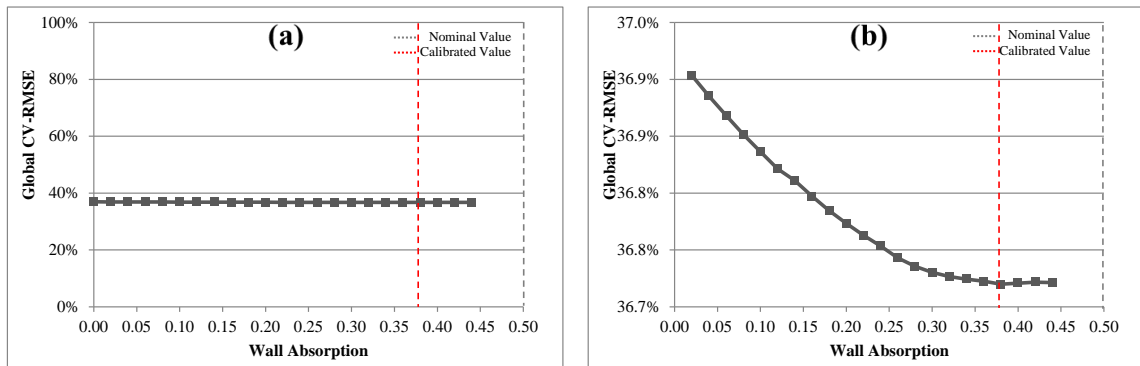 (a)
Nominal Value
Calibrated Value
Global CV-RMSE
100%
80%
60%
40%
20%
0%
0.00 0.05 0.10 0.15 0.20 0.25 0.30 0.35 0.40 0.45 0.50
Wall Absorption
(b)
Nominal Value
Calibrated Value
Global CV-RMSE
37.0%
36.9%
36.9%
36.8%
36.8%
36.7%
0.00 0.05 0.10 0.15 0.20 0.25 0.30 0.35 0.40 0.45 0.50
Wall Absorption